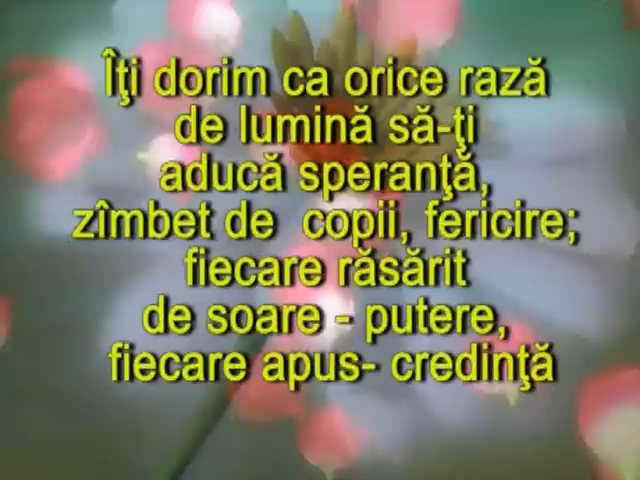 Îţi dorim ca orice rază
de lumină să-ţi
aducă speranţă,
zîmbet de copii, fericire;
fiecare răsărit
de soare - putere,
fiecare apus- credinţă